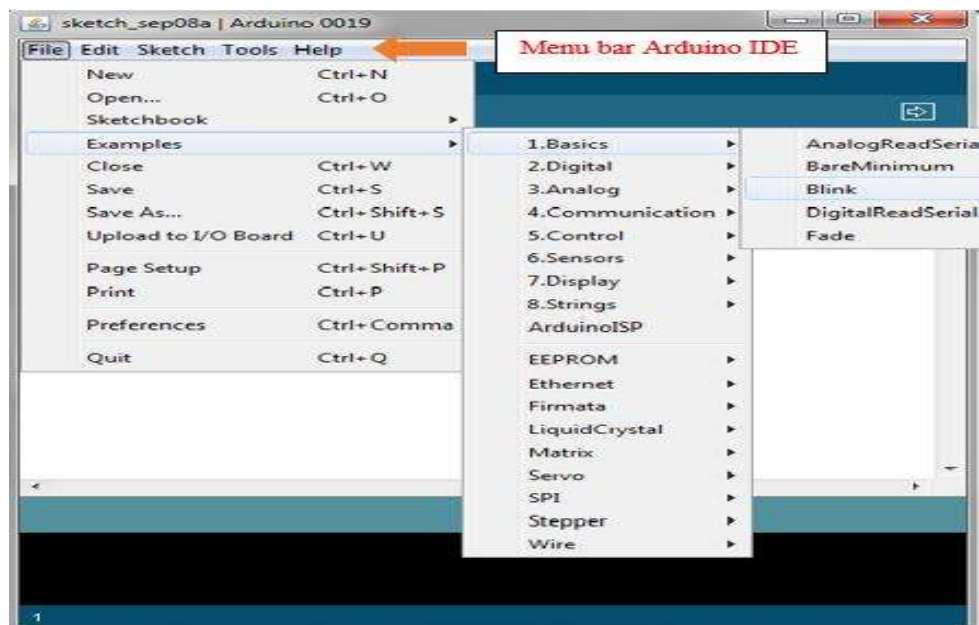 sketch_sep08a | Arduino 0019
File Edit Sketch Tools Help
Menu bar Arduino IDE
New Ctrl+N
Open... Ctrl+O
Sketchbook
Examples
Close Ctrl+W
Save Ctrl+S
Save As... Ctrl+Shift+S
Upload to I/O Board Ctrl+U
Page Setup Ctrl+Shift+P
Print Ctrl+P
Preferences Ctrl+Comma
Quit Ctrl+Q
1.Basics
2.Digital
3.Analog
4.Communication
5.Control
6.Sensors
7.Display
8.Strings
ArduinoISP
EEPROM
Ethernet
Firmata
LiquidCrystal
Matrix
Servo
SPI
Stepper
Wire
AnalogReadSeria
BareMinimum
Blink
DigitalReadSerial
Fade
1